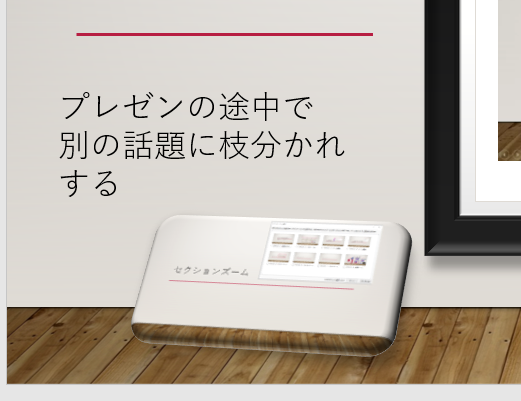 プレゼンの途中で
別の話題に枝分かれ
する
セクションズーム